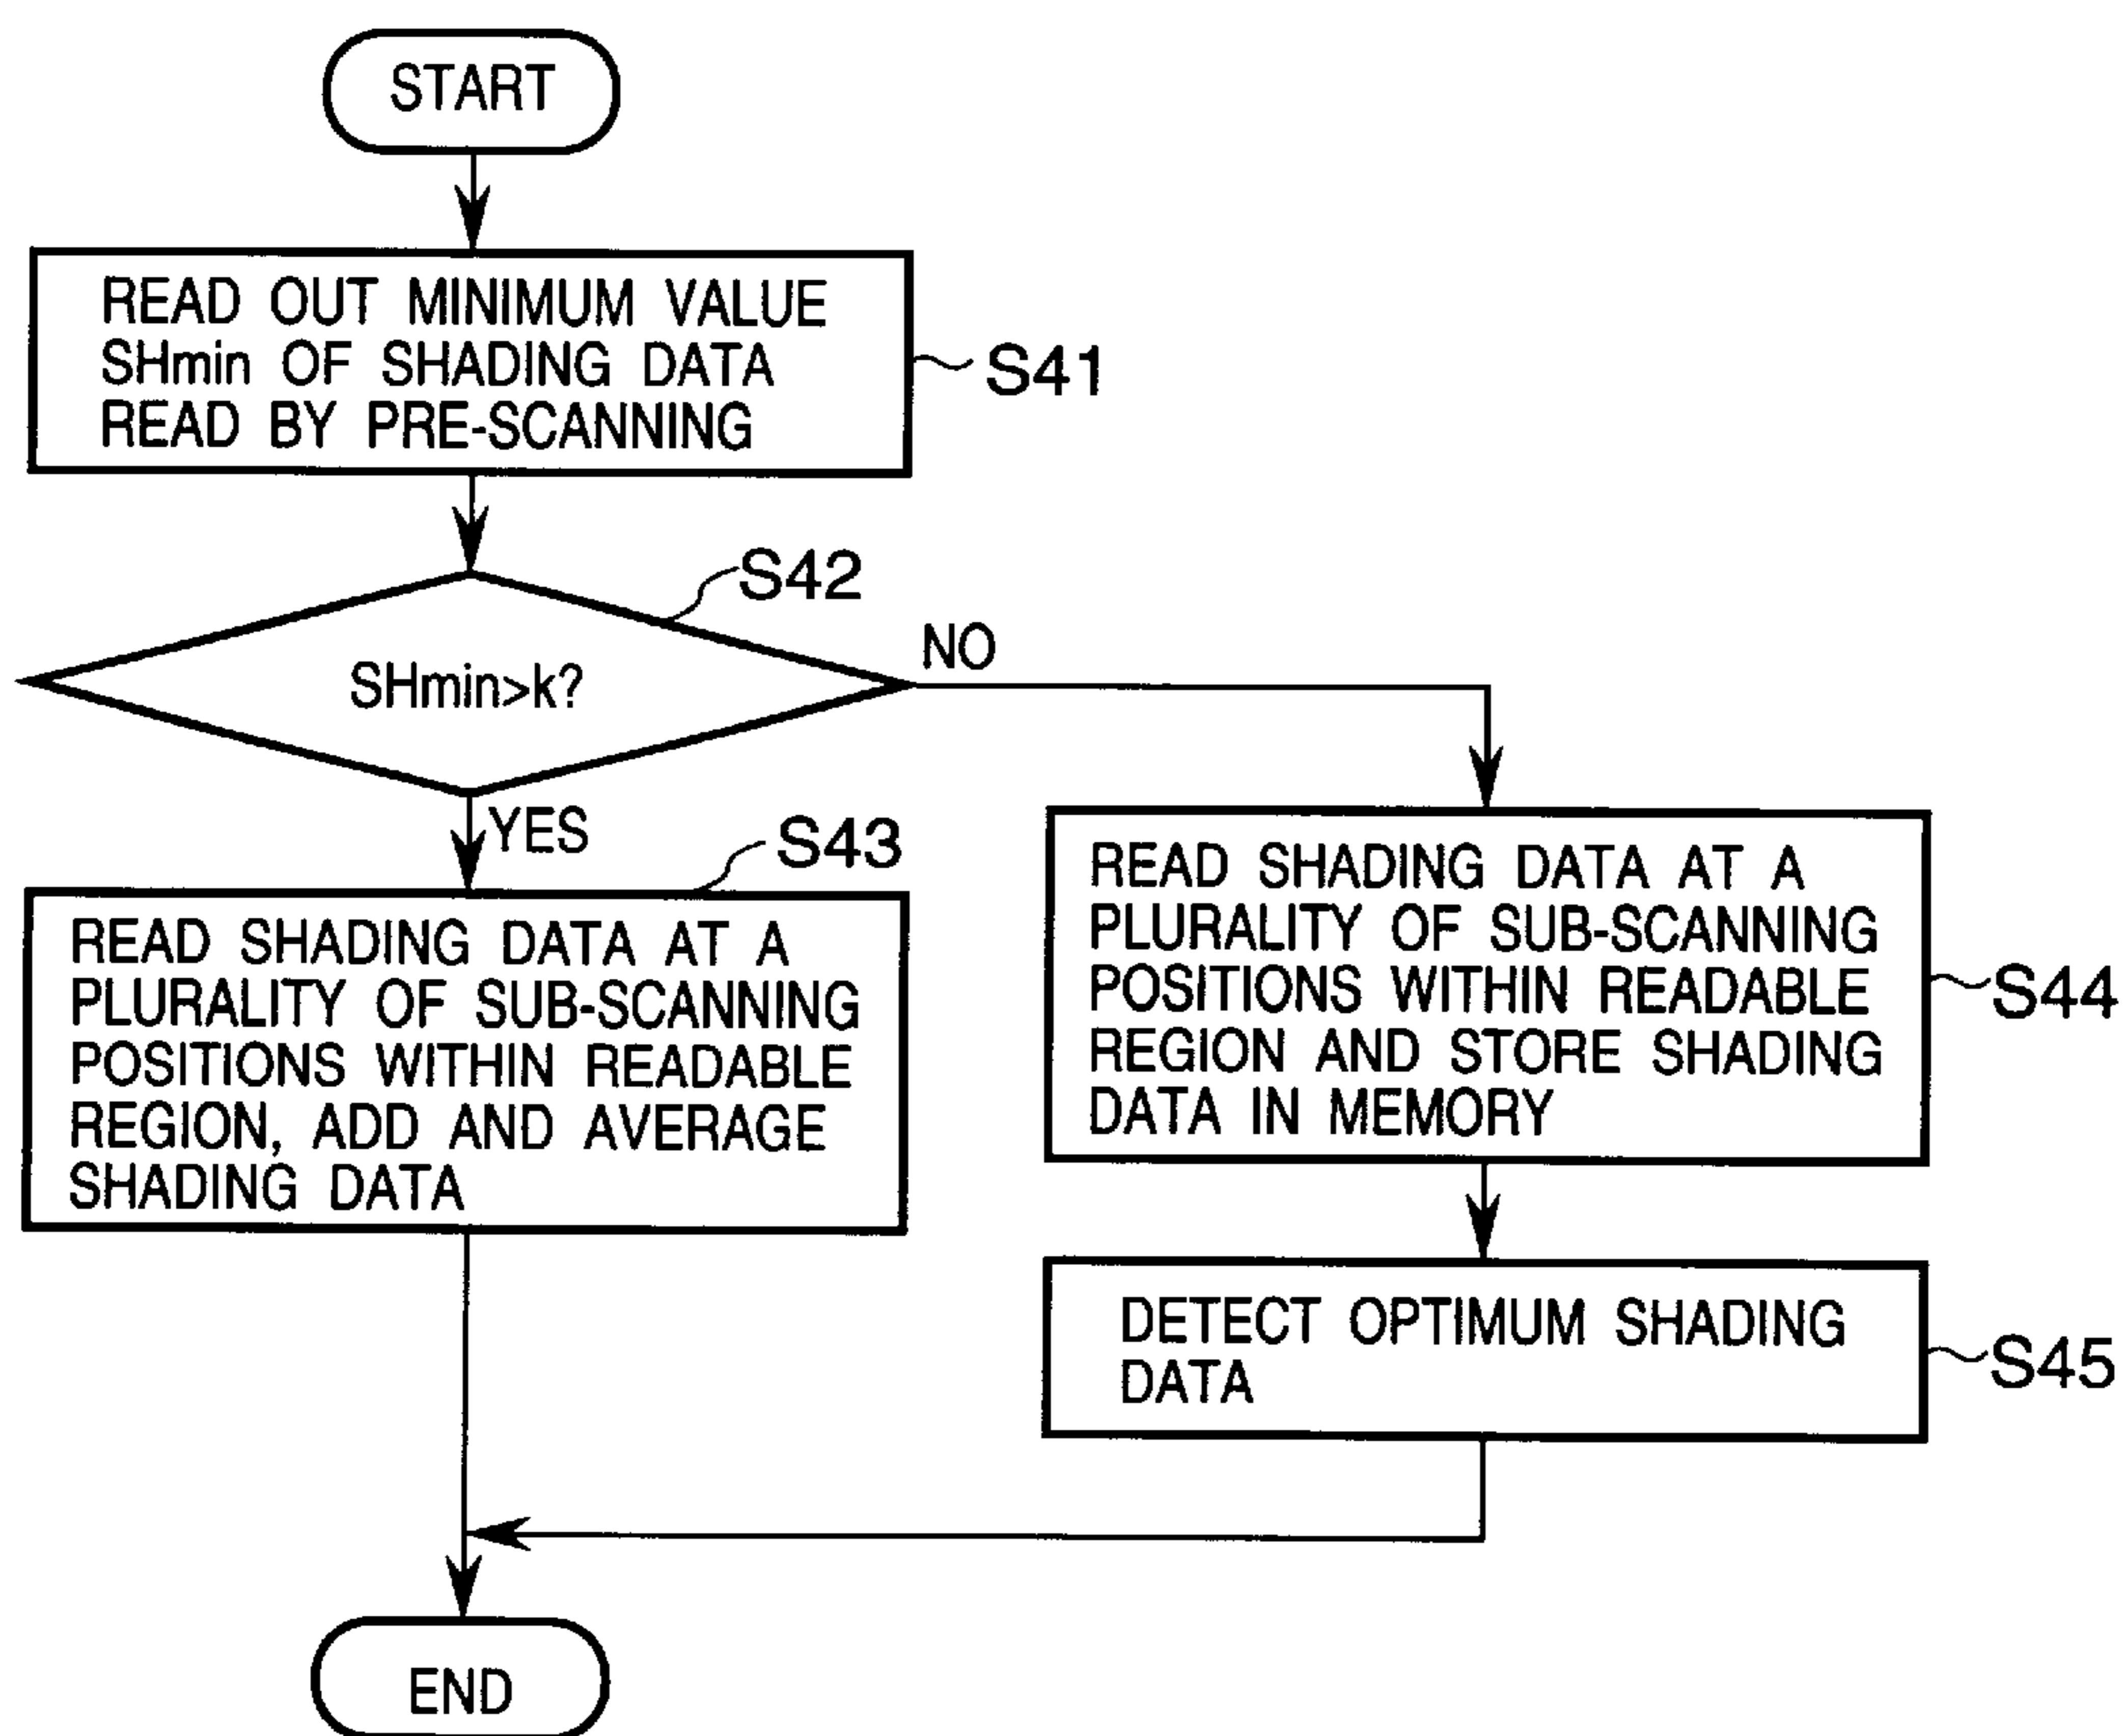 START
READ OUT MINIMUM VALUE
SHmin OF SHADING DATA
READ BY PRE-SCANNING
S41
S42
SHmin>k?
NO
YES
S43
READ SHADING DATA AT A
PLURALITY OF SUB-SCANNING
POSITIONS WITHIN READABLE
REGION, ADD AND AVERAGE
SHADING DATA
READ SHADING DATA AT A
PLURALITY OF SUB-SCANNING
POSITIONS WITHIN READABLE
REGION AND STORE SHADING
DATA IN MEMORY
S44
DETECT OPTIMUM SHADING
DATA
S45
END